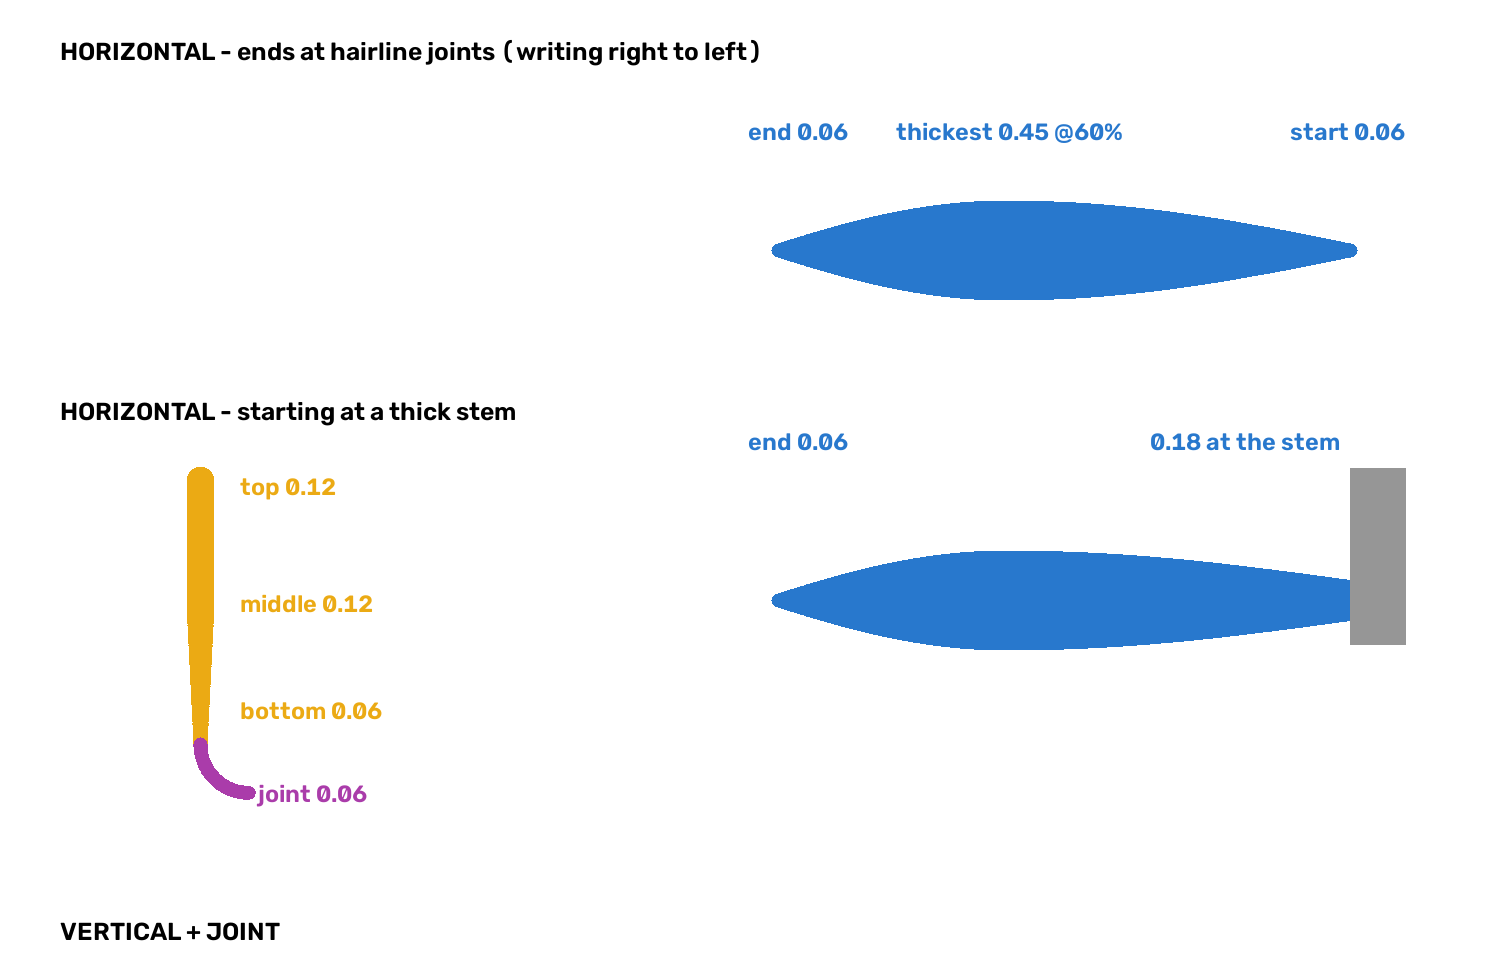 HORIZONTAL - ends at hairline joints (writing right to left)
end 0.06 thickest 0.45 @60% start 0.06
HORIZONTAL - starting at a thick stem
end 0.06 0.18 at the stem
top 0.12
middle 0.12
bottom 0.06
joint 0.06
VERTICAL + JOINT